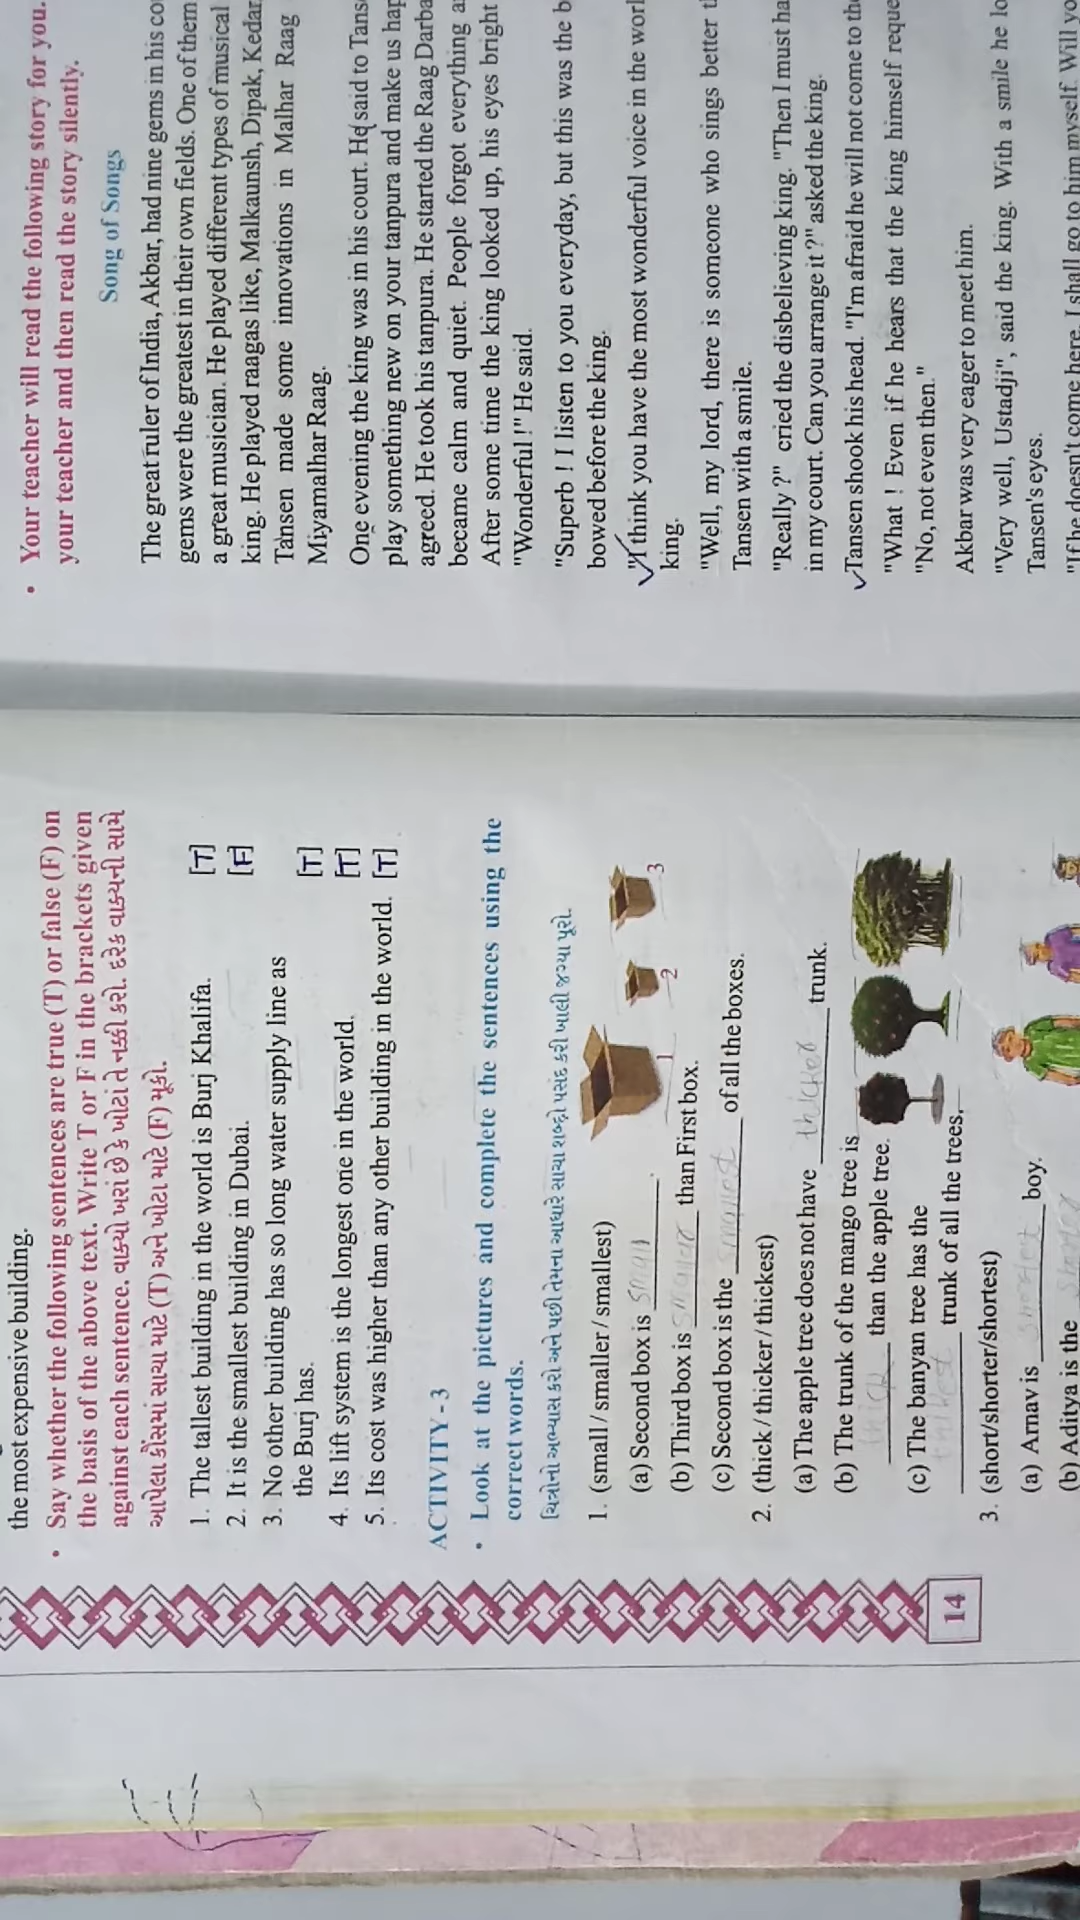 the most expensive building.
• Say whether the following sentences are true (T) or false (F) on
the basis of the above text. Write T or F in the brackets given
against each sentence. વાક્યો ખરાં છે કે ખોટાં તે નક્કી કરો. દરેક વાક્યની સામે
આપેલા કૌંસમાં સાચા માટે (T) અને ખોટા માટે (F) મૂકો.
1. The tallest building in the world is Burj Khalifa. [T]
2. It is the smallest building in Dubai. [F]
3. No other building has so long water supply line as
the Burj has. [T]
4. Its lift system is the longest one in the world. [T]
5. Its cost was higher than any other building in the world. [T]
ACTIVITY - 3
• Look at the pictures and complete the sentences using the
correct words.
ચિત્રોનો અભ્યાસ કરો અને પછી તેમના આધારે સાચા શબ્દો પસંદ કરી ખાલી જગ્યા પૂરો.
1. (small / smaller / smallest)
(a) Second box is small.
(b) Third box is smaller than First box.
(c) Second box is the smallest of all the boxes.
1 2 3
2. (thick / thicker / thickest)
(a) The apple tree does not have thicker trunk.
(b) The trunk of the mango tree is
thick than the apple tree.
(c) The banyan tree has the
trunk of all the trees.
3. (short/shorter/shortest)
(a) Arnav is boy.
(b) Aditya is the
14
• Your teacher will read the following story for you.
your teacher and then read the story silently.
Song of Songs
The great ruler of India, Akbar, had nine gems in his
gems were the greatest in their own fields. One of them
a great musician. He played different types of musical
king. He played raagas like, Malkaunsh, Dipak, Kedar,
Tansen made some innovations in Malhar Raag
Miyamalhar Raag.
One evening the king was in his court. He said to
play something new on your tanpura and make us
agreed. He took his tanpura. He started the Raag
became calm and quiet. People forgot everything
After some time the king looked up, his eyes bright
"Wonderful !" He said.
"Superb ! I listen to you everyday, but this was the
bowed before the king.
"I think you have the most wonderful voice in the
king.
"Well, my lord, there is someone who sings better
Tansen with a smile.
"Really ?" cried the disbelieving king. "Then I must
in my court. Can you arrange it ?" asked the king.
Tansen shook his head. "I'm afraid he will not come to
"What ! Even if he hears that the king himself
"No, not even then."
Akbar was very eager to meet him.
"Very well, Ustadji", said the king. With a smile he
Tansen's eyes.
"If he doesn't come here, I shall go to him myself. Will